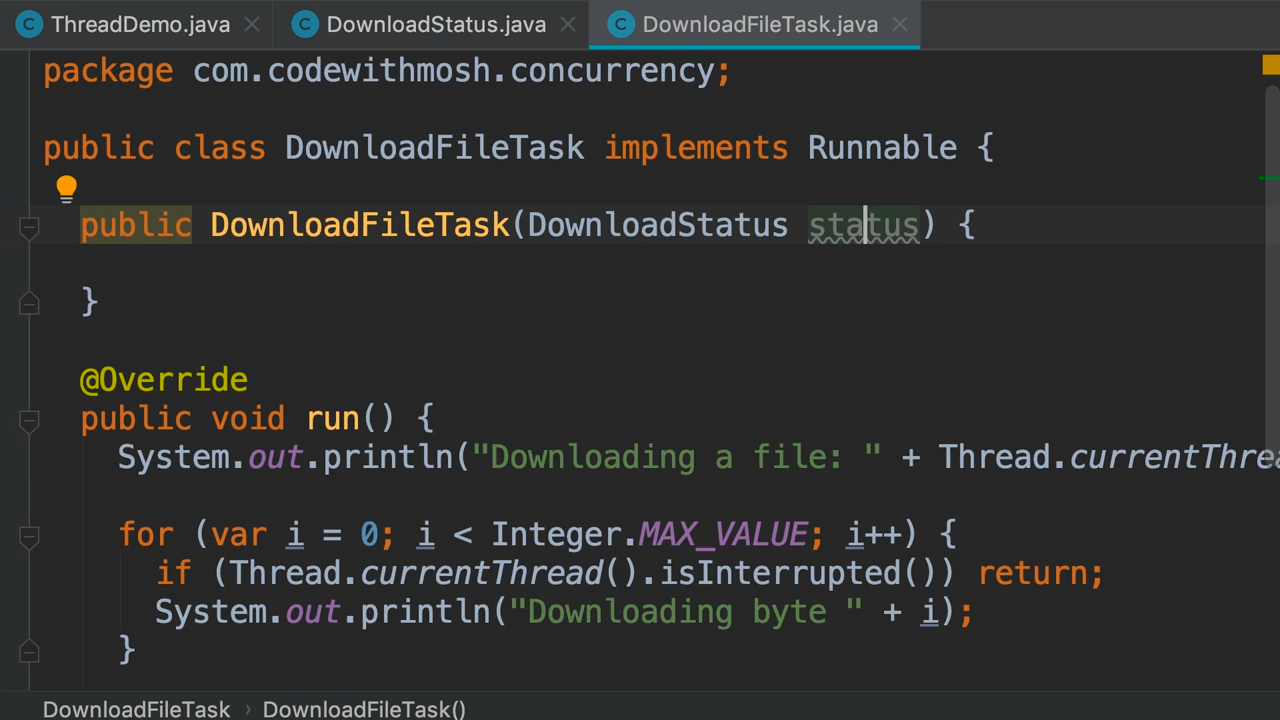 ThreadDemo.java DownloadStatus.java DownloadFileTask.java
package com.codewithmosh.concurrency;
public class DownloadFileTask implements Runnable {
public DownloadFileTask(DownloadStatus status) {
}
@Override
public void run() {
System.out.println("Downloading a file: " + Thread.currentThrea
for (var i = 0; i < Integer.MAX_VALUE; i++) {
if (Thread.currentThread().isInterrupted()) return;
System.out.println("Downloading byte " + i);
}
DownloadFileTask › DownloadFileTask()